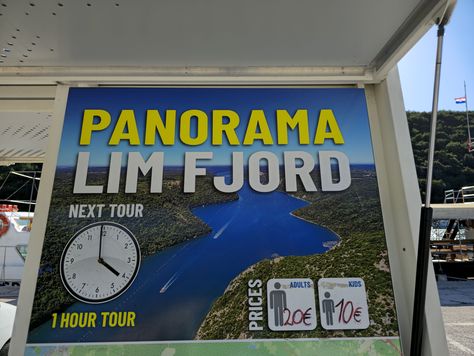 PANORAMA
LIM FJORD
NEXT TOUR
1 HOUR TOUR
PRICES
ADULTS
20€
KIDS
10€